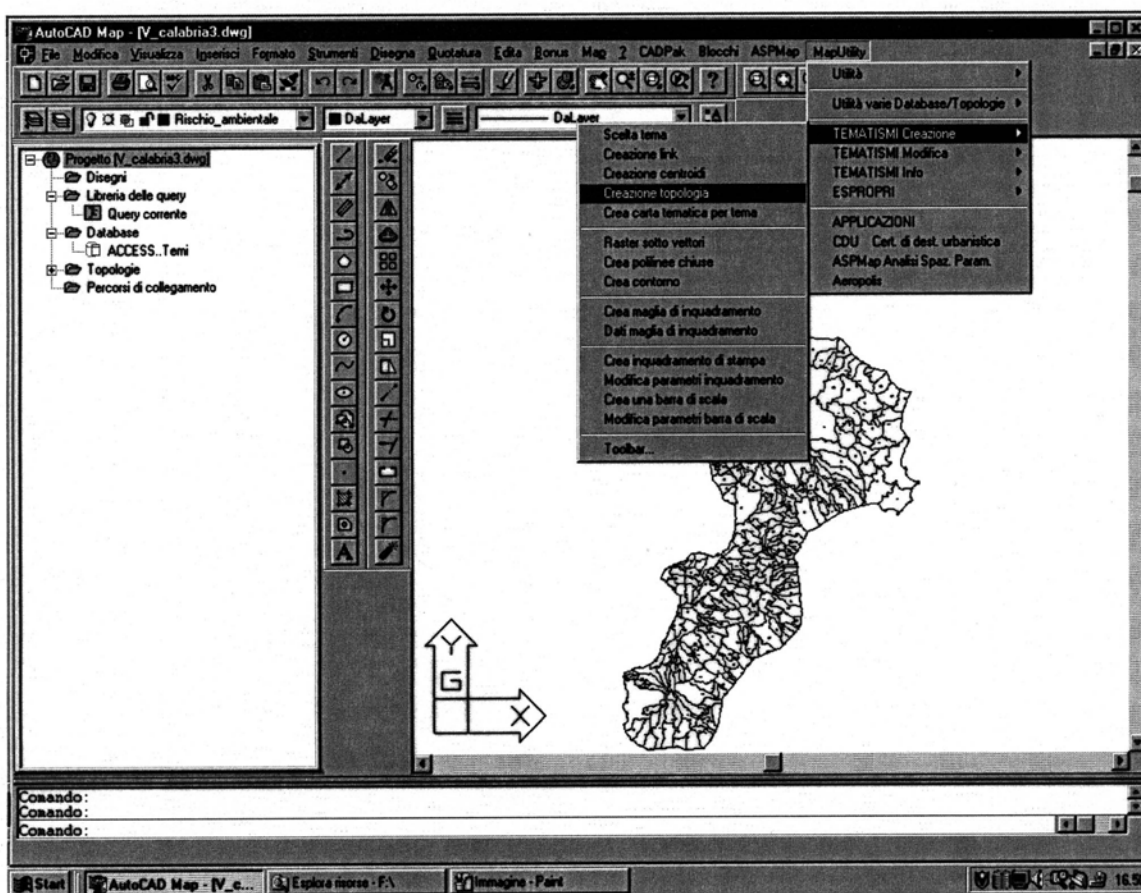 AutoCAD Map - [V_calabria3.dwg]
File Modifica Visualizza Inserisci Formato Strumenti Disegna Quotatura Edita Bonus Map ? CADPak Blocchi ASPMap MapUtility
Rischio_ambientale DaLayer DaLayer
Progetto [V_calabria3.dwg]
Disegni
Libreria delle query
Query corrente
Database
ACCESS..Temi
Topologie
Percorsi di collegamento
Utilità
Utilità varie Database/Topologie
TEMATISMI Creazione
TEMATISMI Modifica
TEMATISMI Info
ESPROPRI
APPLICAZIONI
CDU Cert. di dest. urbanistica
ASPMap Analisi Spaz. Param.
Aeropolis
Scelta tema
Creazione link
Creazione centroidi
Creazione topologia
Crea carta tematica per tema
Raster sotto vettori
Crea polilinee chiuse
Crea contorno
Crea maglia di inquadramento
Dati maglia di inquadramento
Crea inquadramento di stampa
Modifica parametri inquadramento
Crea una barra di scala
Modifica parametri barra di scala
Toolbar...
Y
G
X
Comando:
Comando:
Comando:
Start AutoCAD Map - [V_c... Esplora risorse - F:\ Immagine - Paint